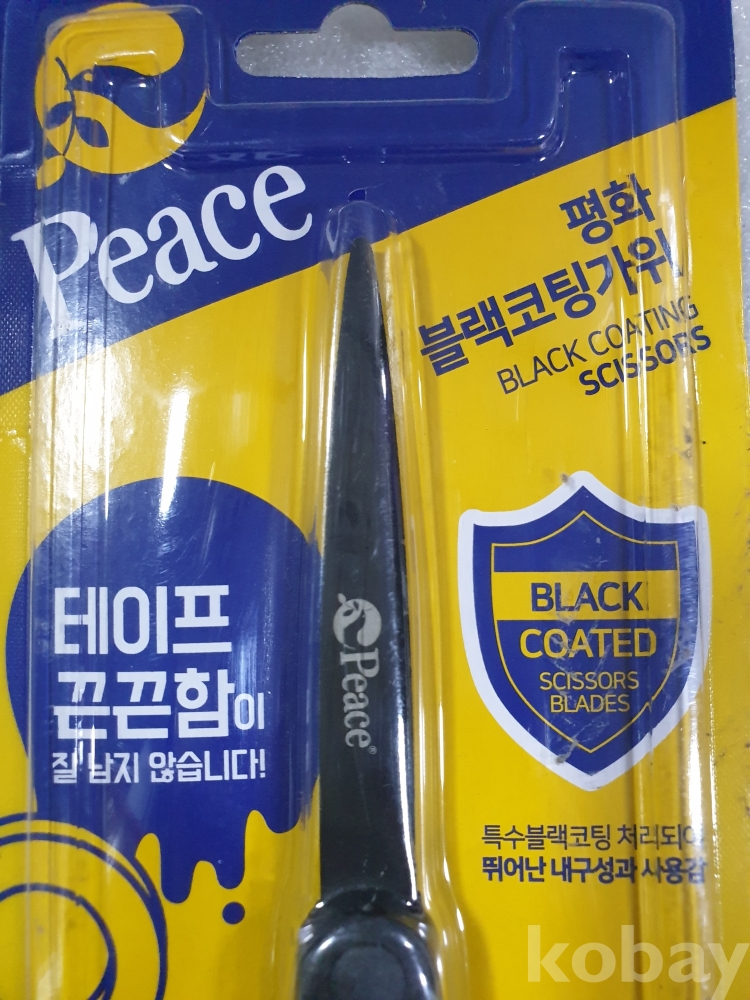 Peace
평화
블랙코팅가위
BLACK COATING
SCISSORS
테이프
끈끈함이
잘 남지 않습니다!
Peace®
BLACK
COATED
SCISSORS
BLADES
특수블랙코팅 처리되어
뛰어난 내구성과 사용감
kobay